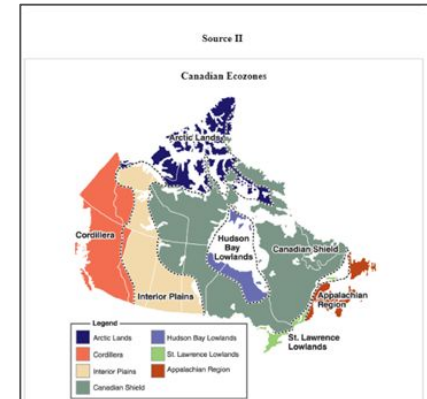 Source II
Canadian Ecozones
Arctic Lands
Cordillera
Hudson
Bay
Lowlands
Canadian Shield
Interior Plains
Appalachian
Region
St. Lawrence
Lowlands
Legend
Arctic Lands
Cordillera
Interior Plains
Canadian Shield
Hudson Bay Lowlands
St. Lawrence Lowlands
Appalachian Region